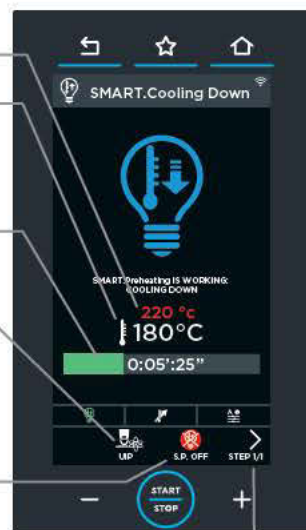 SMART.Cooling Down
SMART.Preheating IS WORKING:
COOLING DOWN
220 °c
180°C
0:05':25"
UIP
S.P. OFF
STEP 1/1
START
STOP